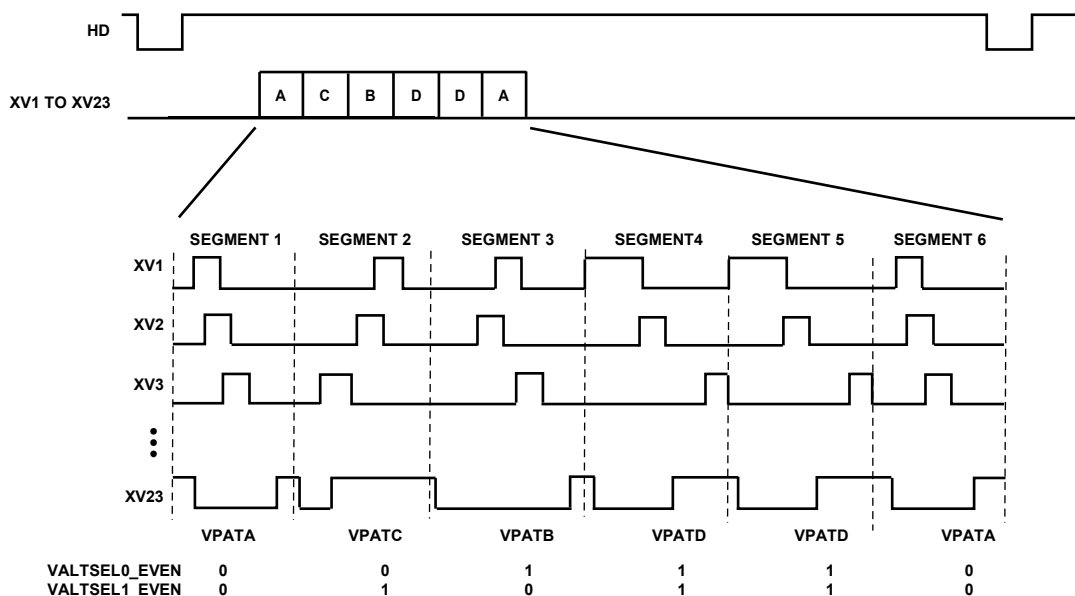 HD
XV1 TO XV23
A C B D D A
SEGMENT 1 SEGMENT 2 SEGMENT 3 SEGMENT4 SEGMENT 5 SEGMENT 6
XV1
XV2
XV3
XV23
VPATA VPATC VPATB VPATD VPATD VPATA
VALTSEL0_EVEN 0 0 1 1 1 0
VALTSEL1_EVEN 0 1 0 1 1 0